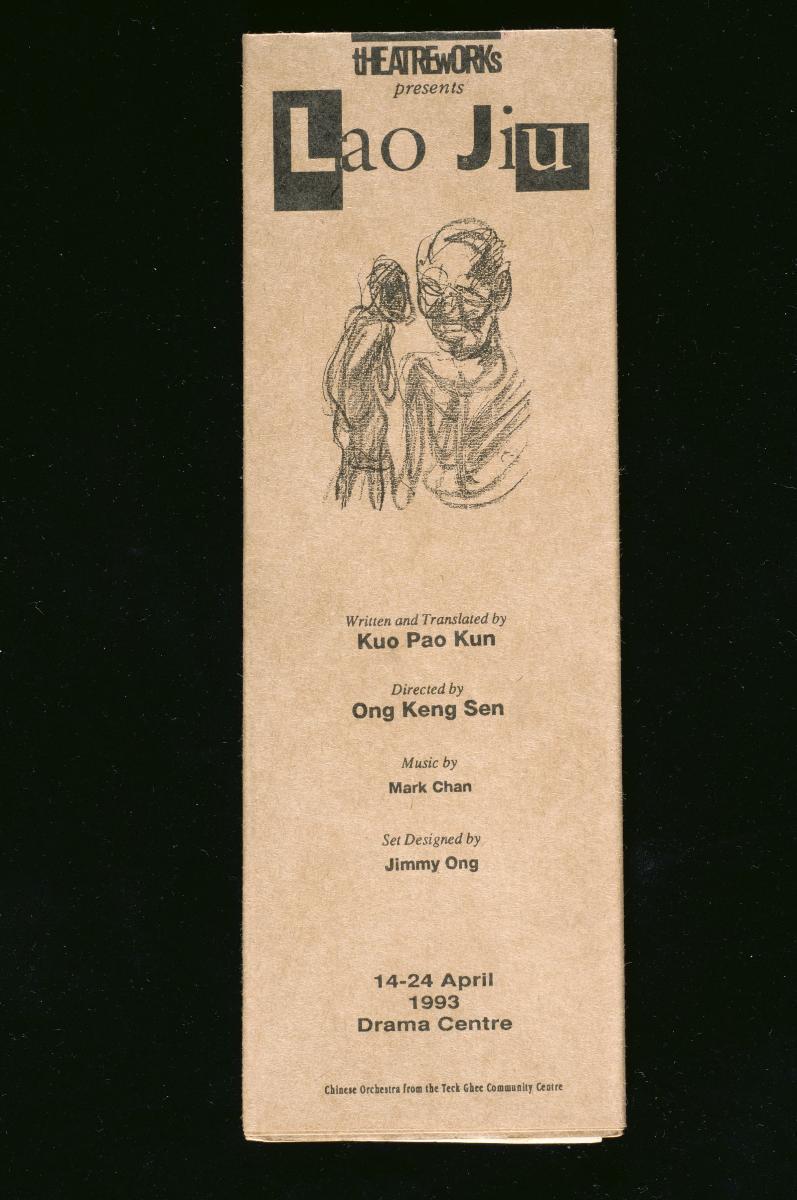 tHEATREwORKs
presents
Lao Jiu
Written and Translated by
Kuo Pao Kun
Directed by
Ong Keng Sen
Music by
Mark Chan
Set Designed by
Jimmy Ong
14-24 April
1993
Drama Centre
Chinese Orchestra from the Teck Ghee Community Centre